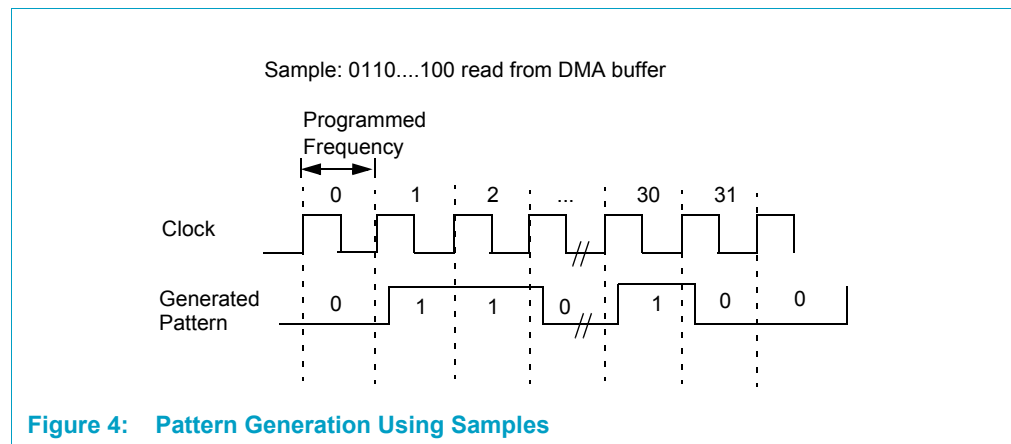 Sample: 0110....100 read from DMA buffer
Programmed
Frequency
0 1 2 ... 30 31
Clock
Generated
Pattern
0 1 1 0 1 0 0
Figure 4: Pattern Generation Using Samples